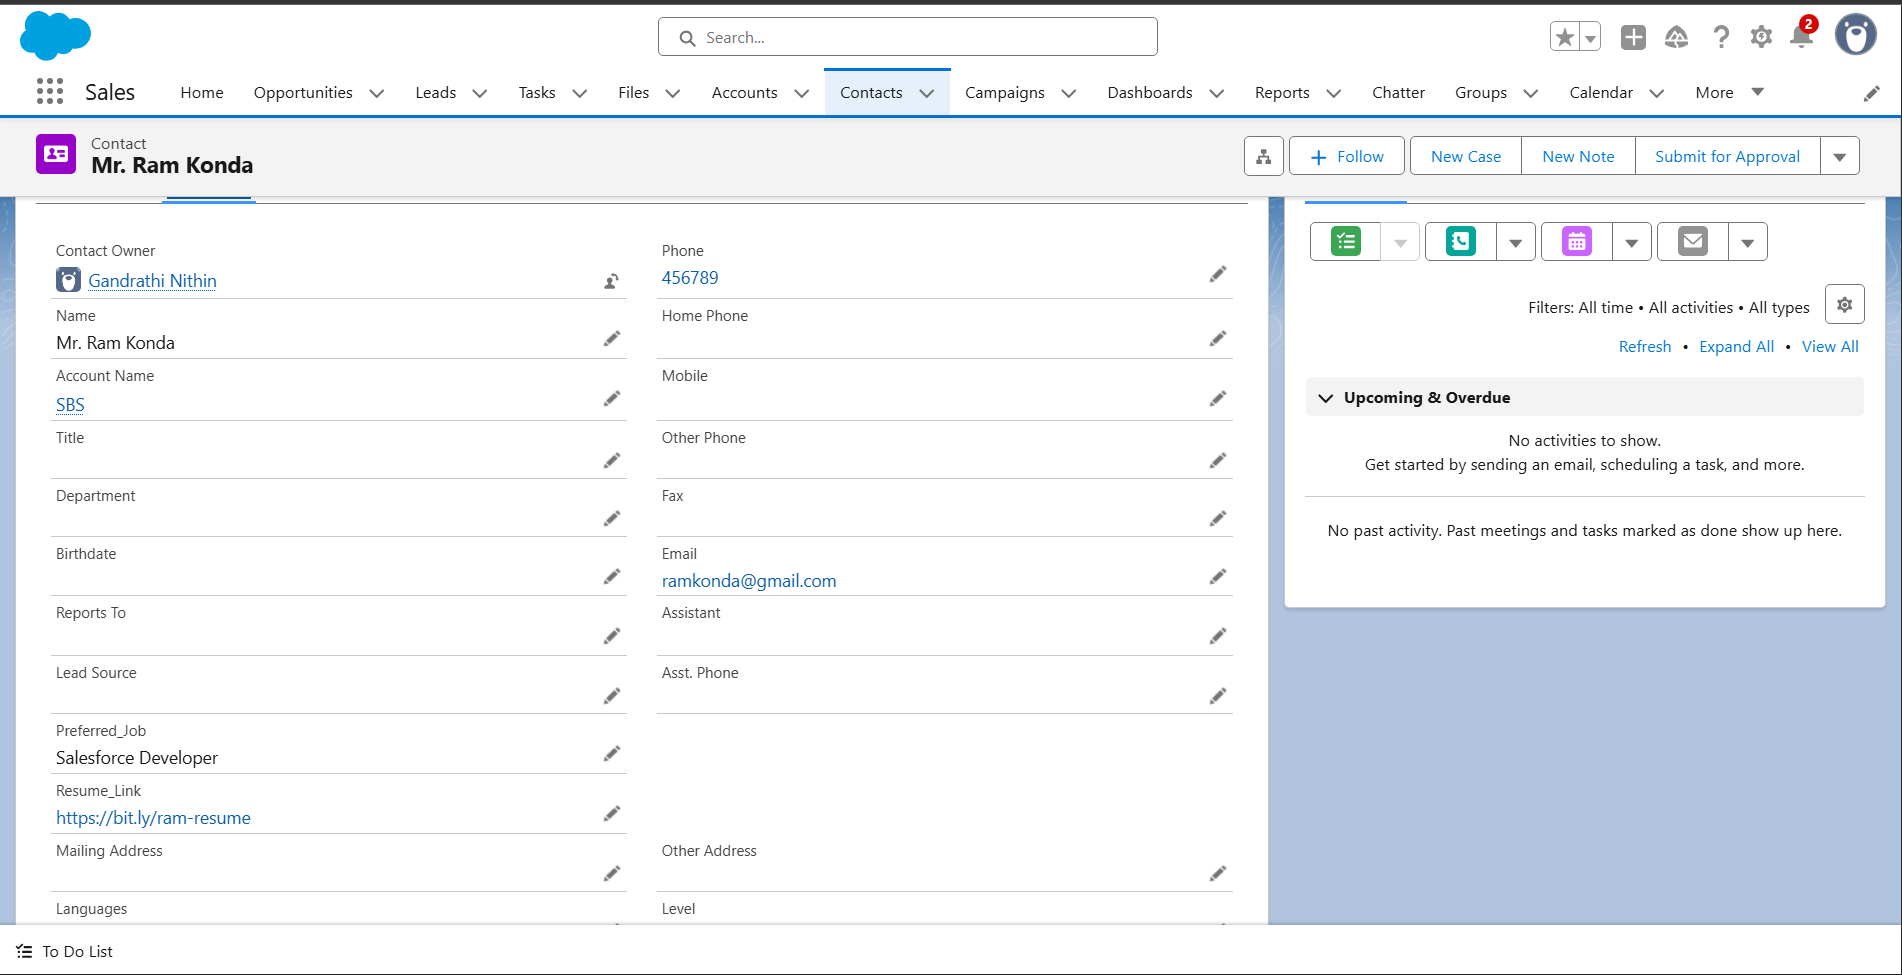 Search...
2
Sales
Home
Opportunities
Leads
Tasks
Files
Accounts
Contacts
Campaigns
Dashboards
Reports
Chatter
Groups
Calendar
More
Contact
Mr. Ram Konda
Follow
New Case
New Note
Submit for Approval
Contact Owner
Gandrathi Nithin
Phone
456789
Name
Mr. Ram Konda
Home Phone
Account Name
SBS
Mobile
Title
Other Phone
Department
Fax
Birthdate
Email
ramkonda@gmail.com
Reports To
Assistant
Lead Source
Asst. Phone
Preferred_Job
Salesforce Developer
Resume_Link
https://bit.ly/ram-resume
Mailing Address
Other Address
Languages
Level
Filters: All time • All activities • All types
Refresh • Expand All • View All
Upcoming & Overdue
No activities to show.
Get started by sending an email, scheduling a task, and more.
No past activity. Past meetings and tasks marked as done show up here.
To Do List